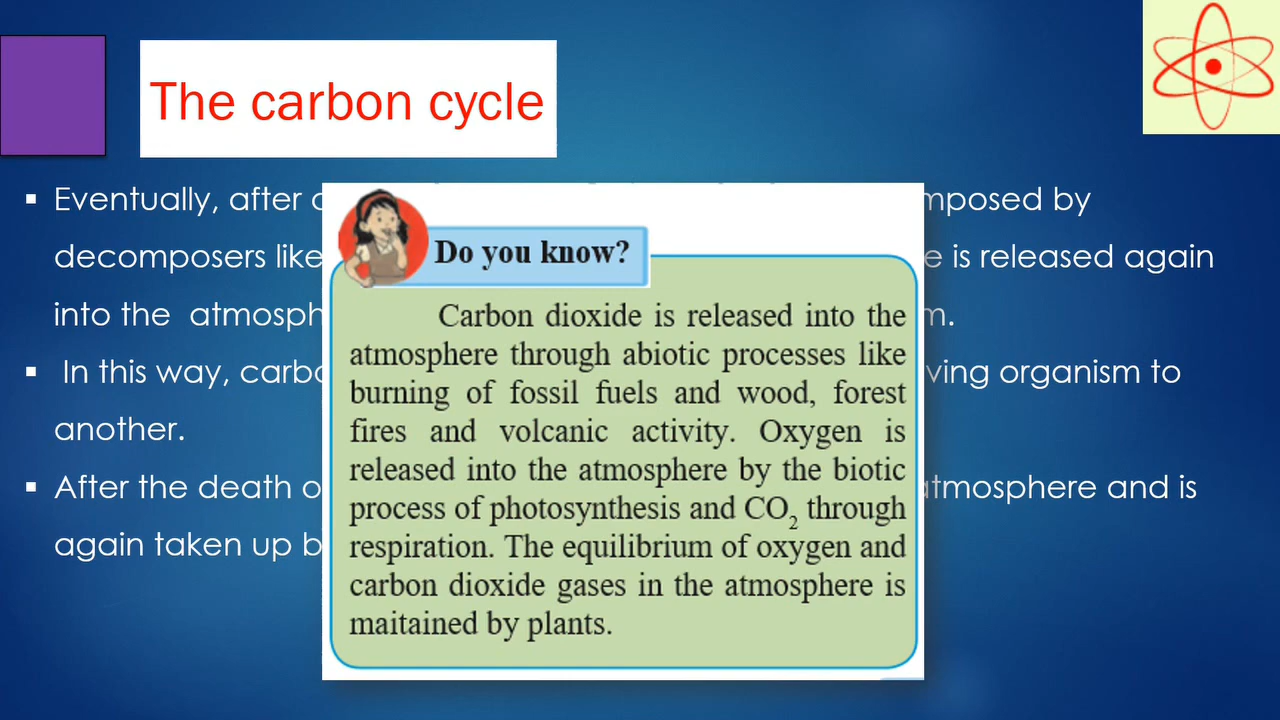 The carbon cycle
▪ Eventually, after mposed by
decomposers like e is released again
into the atmosph m.
▪ In this way, carbo ving organism to
another.
▪ After the death o atmosphere and is
again taken up b
Do you know?
Carbon dioxide is released into the
atmosphere through abiotic processes like
burning of fossil fuels and wood, forest
fires and volcanic activity. Oxygen is
released into the atmosphere by the biotic
process of photosynthesis and CO₂ through
respiration. The equilibrium of oxygen and
carbon dioxide gases in the atmosphere is
maitained by plants.